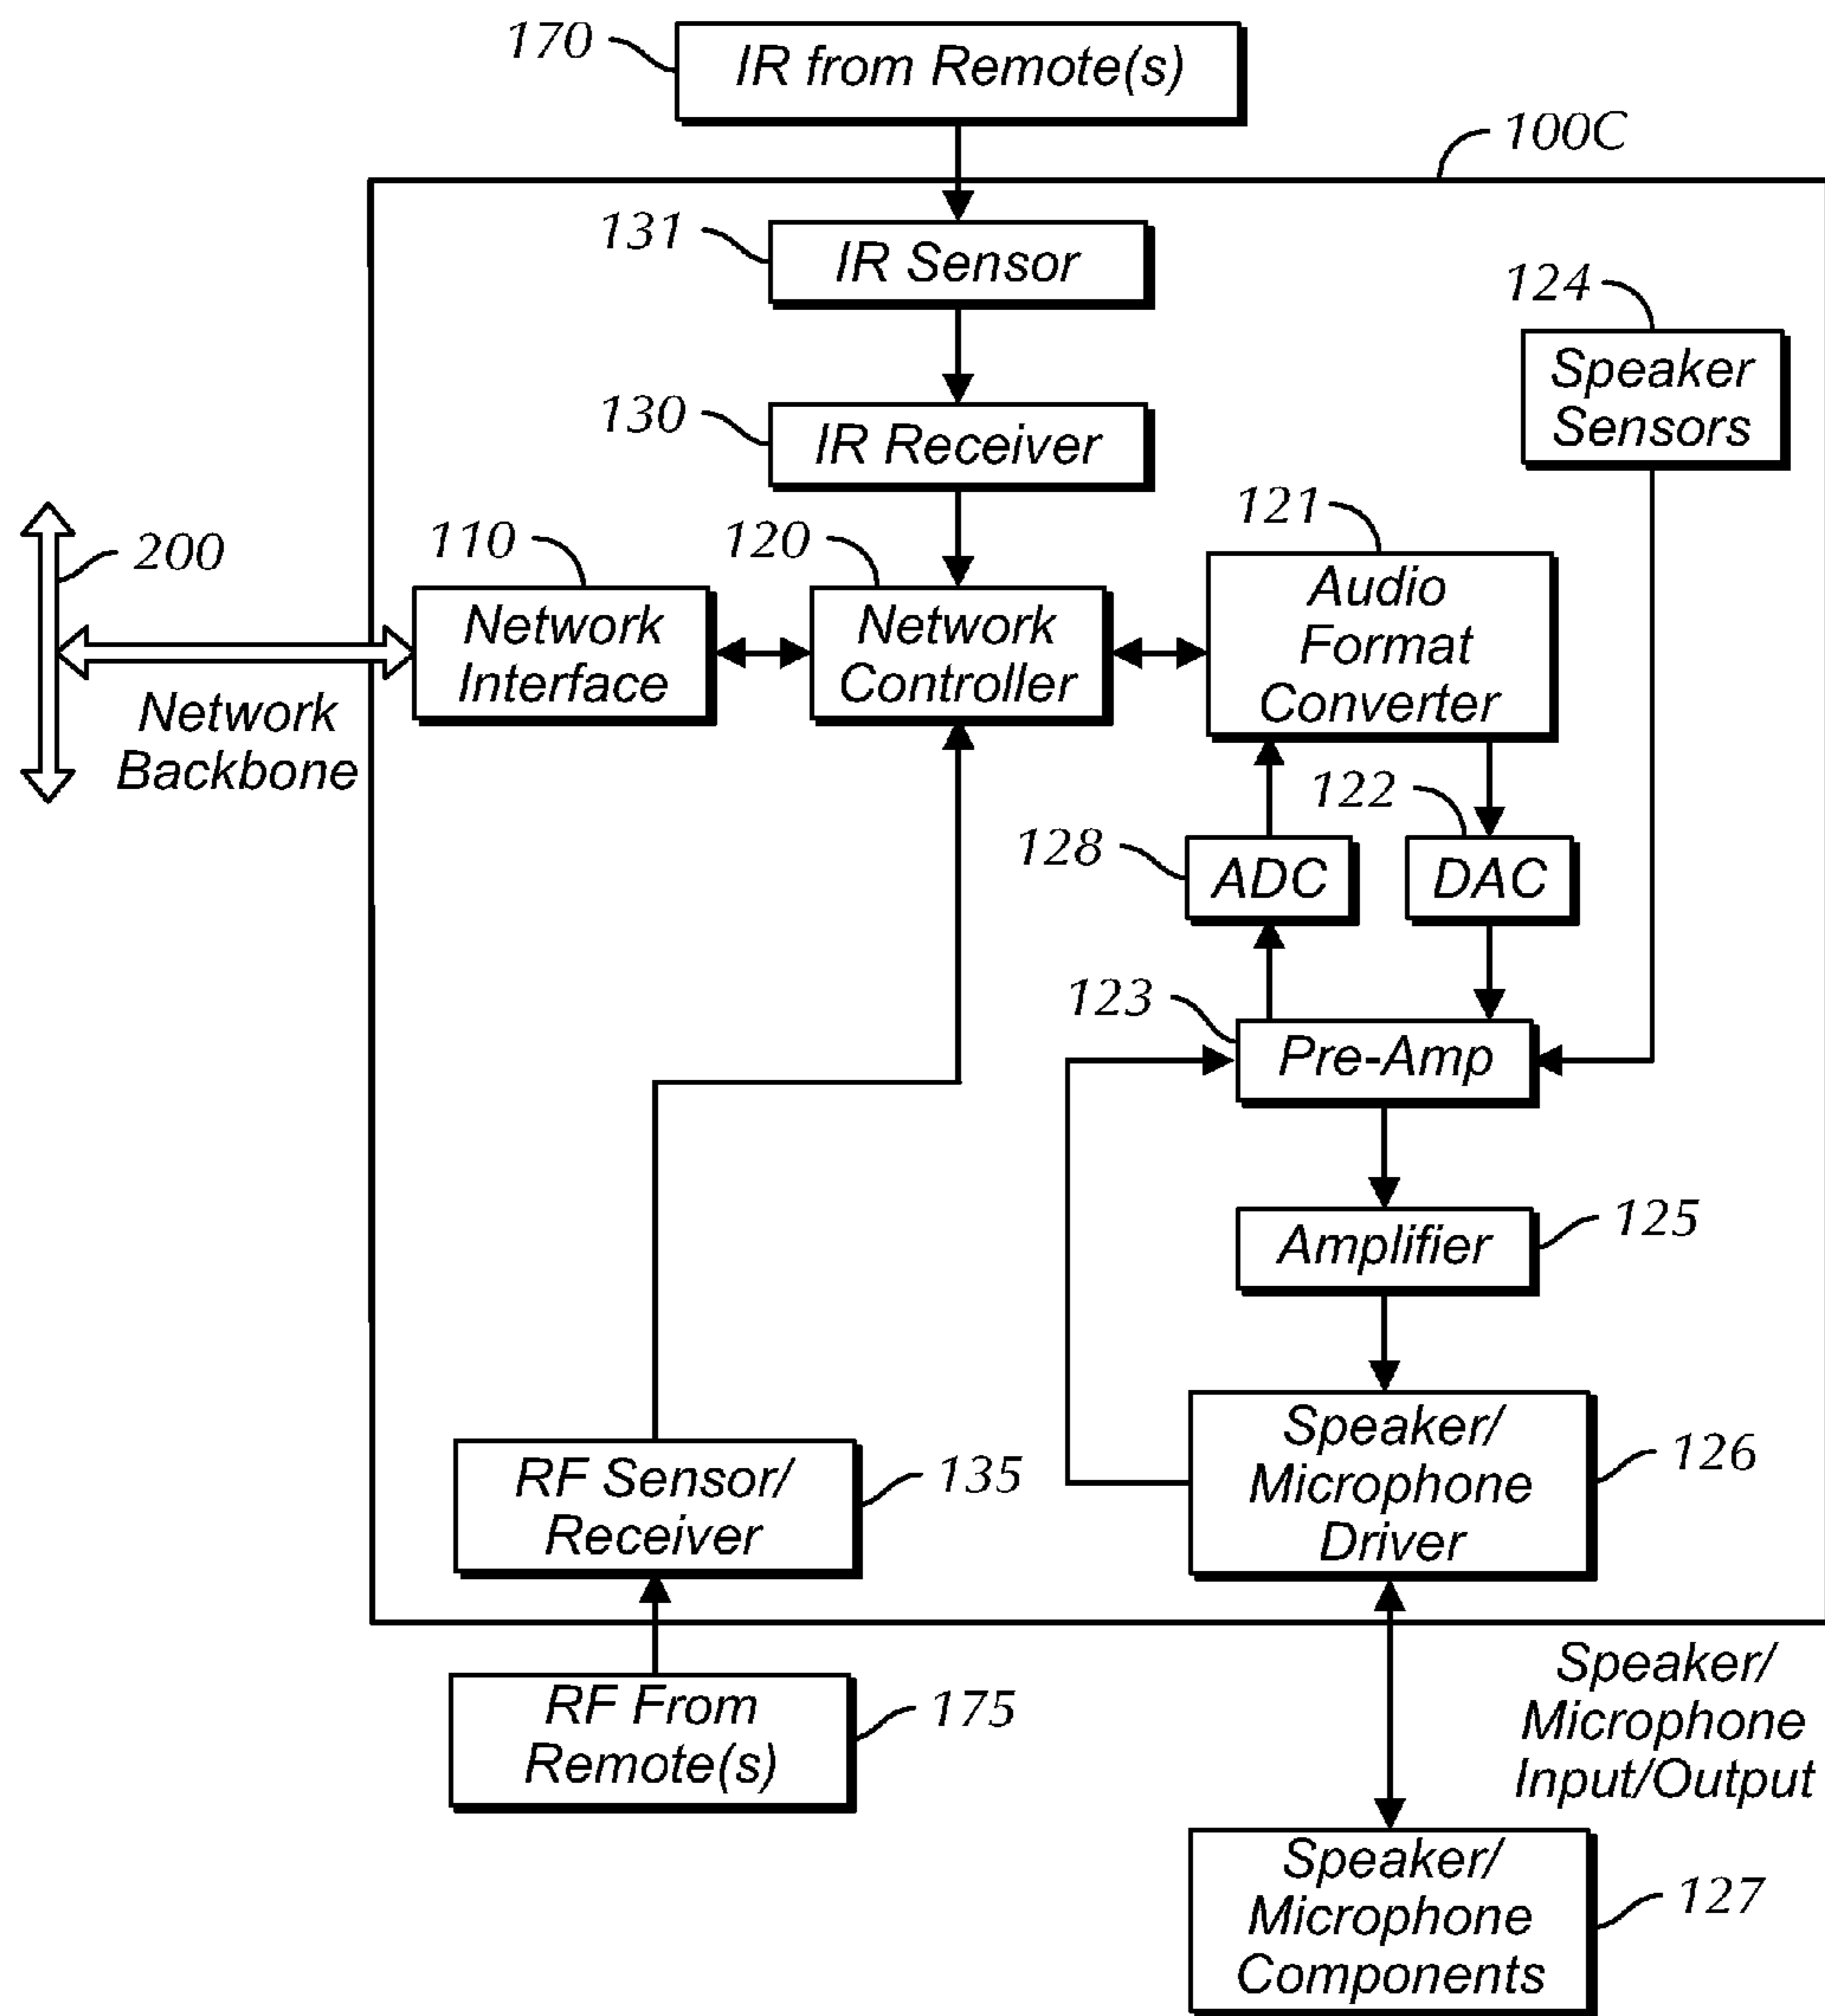 170
IR from Remote(s)
100C
131
IR Sensor
124
Speaker
Sensors
130
IR Receiver
200
110
120
121
Network
Interface
Network
Controller
Audio
Format
Converter
Network
Backbone
122
128
ADC
DAC
123
Pre-Amp
Amplifier
125
Speaker/
Microphone
Driver
126
RF Sensor/
Receiver
135
RF From
Remote(s)
175
Speaker/
Microphone
Input/Output
Speaker/
Microphone
Components
127